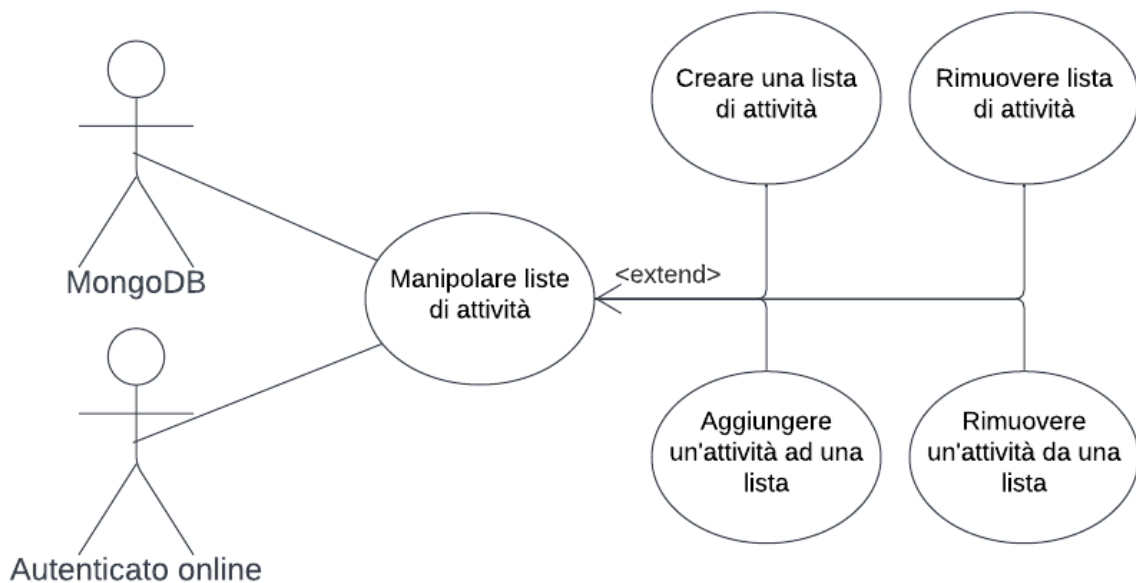 MongoDB
Autenticato online
Manipolare liste
di attività
<extend>
Creare una lista
di attività
Rimuovere lista
di attività
Aggiungere
un'attività ad una
lista
Rimuovere
un'attività da una
lista